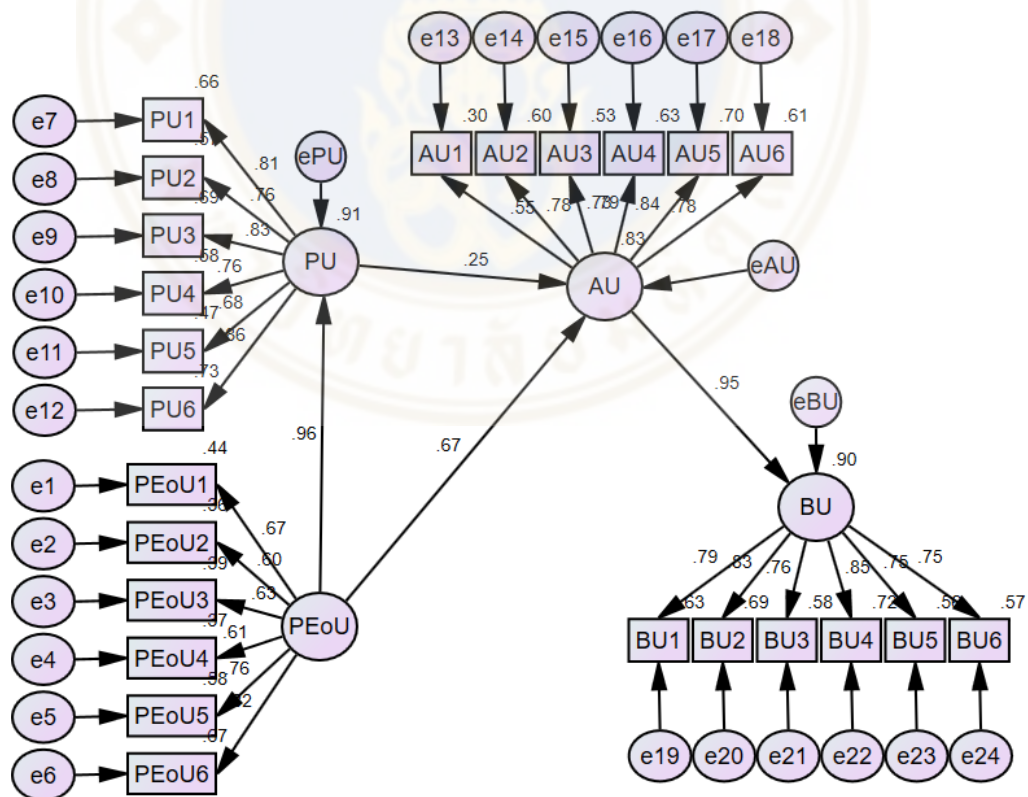 e13 e14 e15 e16 e17 e18
.30 .60 .53 .63 .70 .61
AU1 AU2 AU3 AU4 AU5 AU6
.55 .78 .84 .78
.83
AU
eAU
ePU
.91
PU
.25
.66
e7 PU1 .81
e8 PU2 .76
.69
e9 PU3 .83
.58
e10 PU4 .76
.68
.47
e11 PU5
.73
e12 PU6
.96
.67
.95
.44
e1 PEoU1 .67
e2 PEoU2 .60
.39
e3 PEoU3 .63
.37
e4 PEoU4 .61
.76
.58
e5 PEoU5
.67
e6 PEoU6
PEoU
eBU
.90
BU
.79 .83 .76 .85 .75 .75
.63 .69 .58 .72 .57
BU1 BU2 BU3 BU4 BU5 BU6
e19 e20 e21 e22 e23 e24